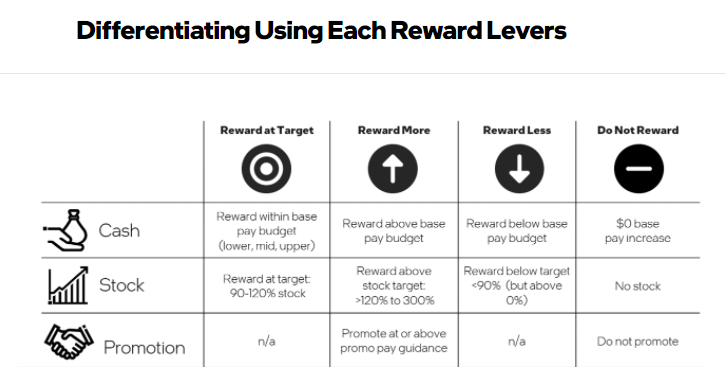 Differentiating Using Each Reward Levers
Reward at Target
Reward More
Reward Less
Do Not Reward
Cash
Reward within base
pay budget
(lower, mid, upper)
Reward above base
pay budget
Reward below base
pay budget
$0 base
pay increase
Stock
Reward at target:
90-120% stock
Reward above
stock target:
>120% to 300%
Reward below target
<90% (but above
0%)
No stock
Promotion
n/a
Promote at or above
promo pay guidance
n/a
Do not promote